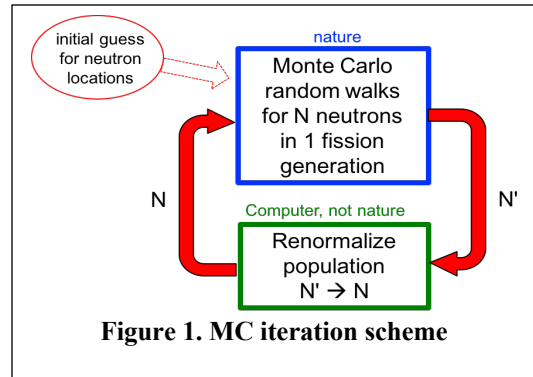 initial guess
for neutron
locations
nature
Monte Carlo
random walks
for N neutrons
in 1 fission
generation
N
N'
Computer, not nature
Renormalize
population
N' → N
Figure 1. MC iteration scheme